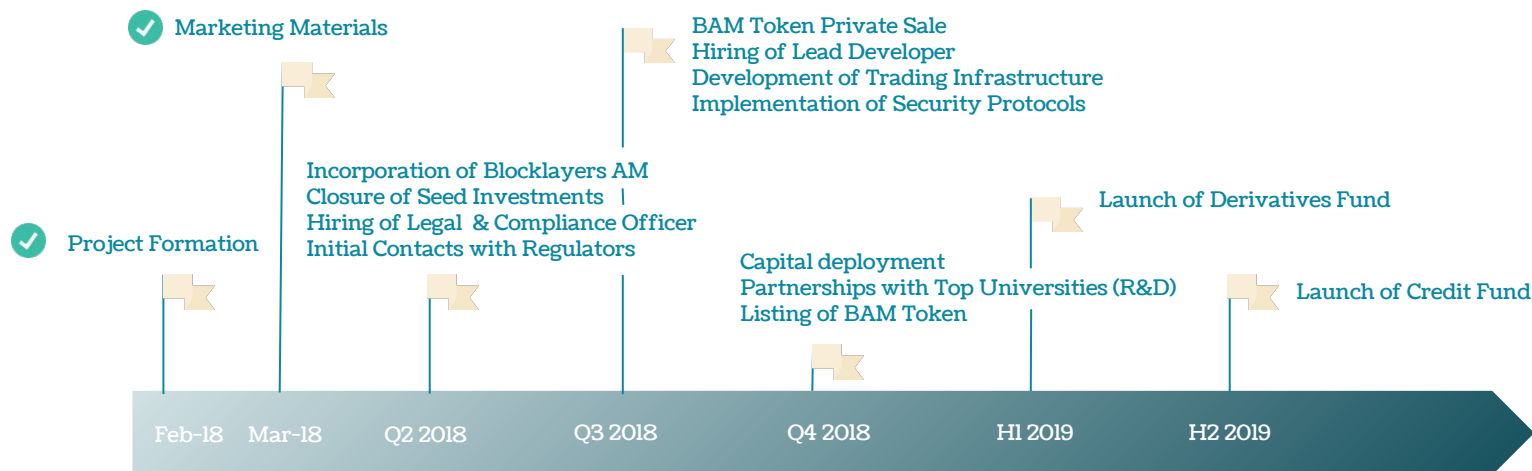 Marketing Materials
BAM Token Private Sale
Hiring of Lead Developer
Development of Trading Infrastructure
Implementation of Security Protocols
Incorporation of Blocklayers AM
Closure of Seed Investments
Hiring of Legal & Compliance Officer
Initial Contacts with Regulators
Project Formation
Launch of Derivatives Fund
Capital deployment
Partnerships with Top Universities (R&D)
Listing of BAM Token
Launch of Credit Fund
Feb-18
Mar-18
Q2 2018
Q3 2018
Q4 2018
H1 2019
H2 2019